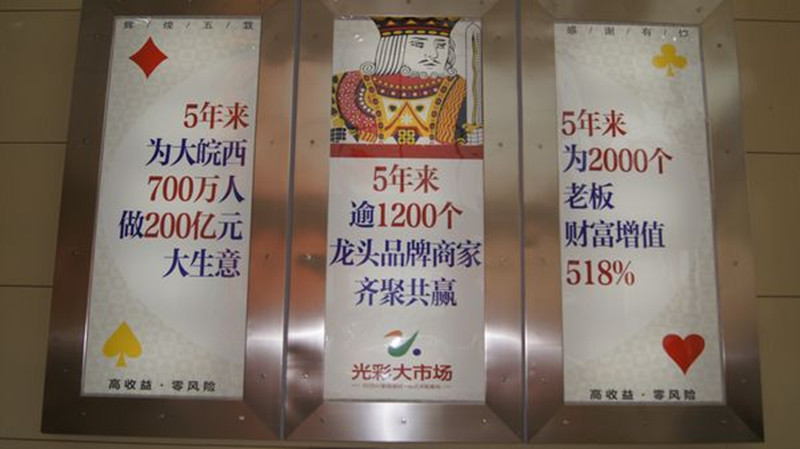 辉/煌/五/载
5年来
为大皖西
700万人
做200亿元
大生意
高收益·零风险
5年来
逾1200个
龙头品牌商家
齐聚共赢
光彩大市场
感/谢/有/你
5年来
为2000个
老板
财富增值
518%
高收益·零风险